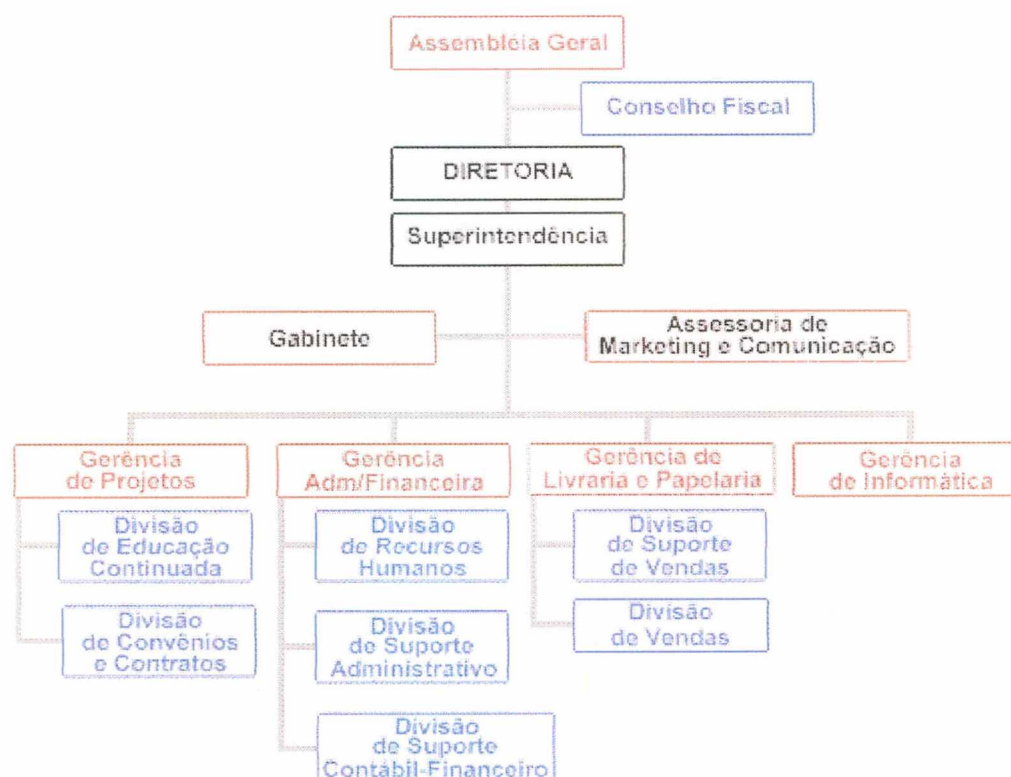 Assembléia Geral
Conselho Fiscal
DIRETORIA
Superintendência
Gabinete
Assessoria de
Marketing e Comunicação
Gerência
de Projetos
Gerência
Adm/Financeira
Gerência de
Livraria e Papelaria
Gerência
de Informática
Divisão
de Educação
Continuada
Divisão
de Recursos
Humanos
Divisão
de Suporte
de Vendas
Divisão
de Convênios
e Contratos
Divisão
de Suporte
Administrativo
Divisão
de Vendas
Divisão
de Suporte
Contábil-Financeiro